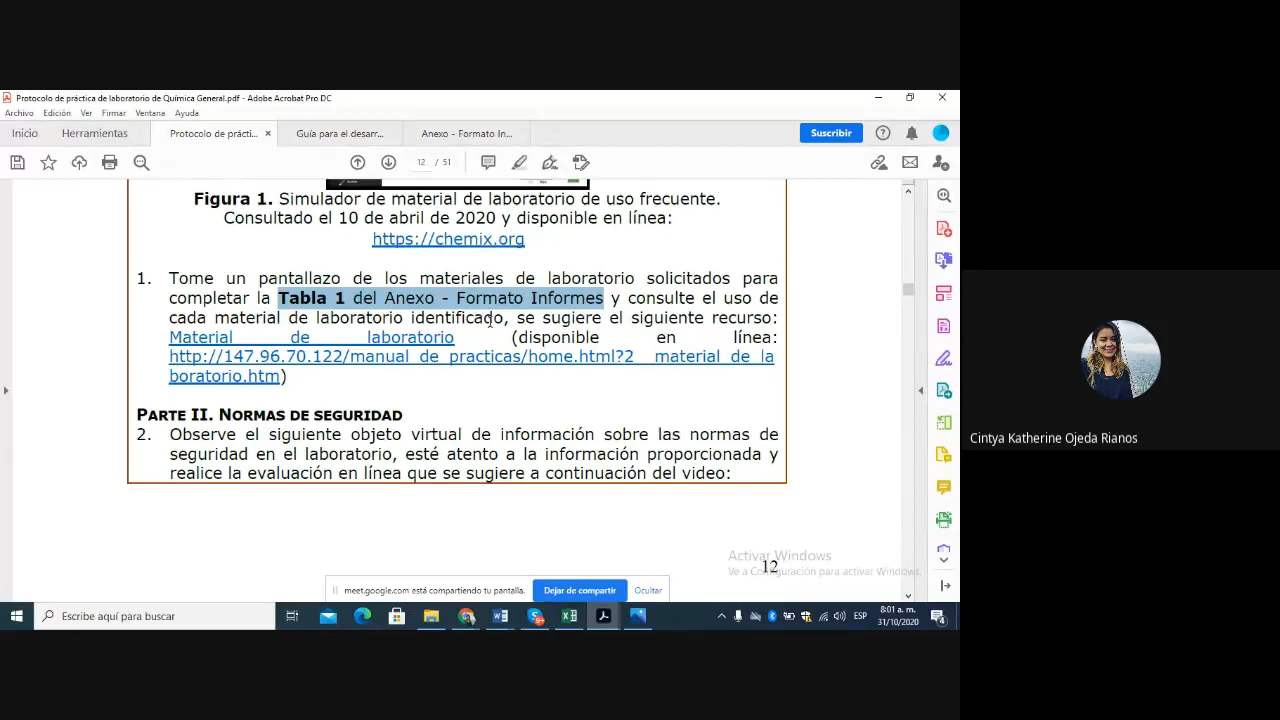 Protocolo de práctica de laboratorio de Química General.pdf - Adobe Acrobat Pro DC
Archivo Edición Ver Firmar Ventana Ayuda
Inicio Herramientas Protocolo de prácti... × Guía para el desarr... Anexo - Formato In... Suscribir
12 / 51
Figura 1. Simulador de material de laboratorio de uso frecuente.
Consultado el 10 de abril de 2020 y disponible en línea:
https://chemix.org
1. Tome un pantallazo de los materiales de laboratorio solicitados para
completar la Tabla 1 del Anexo - Formato Informes y consulte el uso de
cada material de laboratorio identificado, se sugiere el siguiente recurso:
Material de laboratorio (disponible en línea:
http://147.96.70.122/manual_de_practicas/home.html?2__material_de_la
boratorio.htm)
PARTE II. NORMAS DE SEGURIDAD
2. Observe el siguiente objeto virtual de información sobre las normas de
seguridad en el laboratorio, esté atento a la información proporcionada y
realice la evaluación en línea que se sugiere a continuación del video:
12
Activar Windows
Ve a Configuración para activar Windows.
meet.google.com está compartiendo tu pantalla. Dejar de compartir Ocultar
Escribe aquí para buscar
ESP
8:01 a. m.
31/10/2020
4
Cintya Katherine Ojeda Rianos